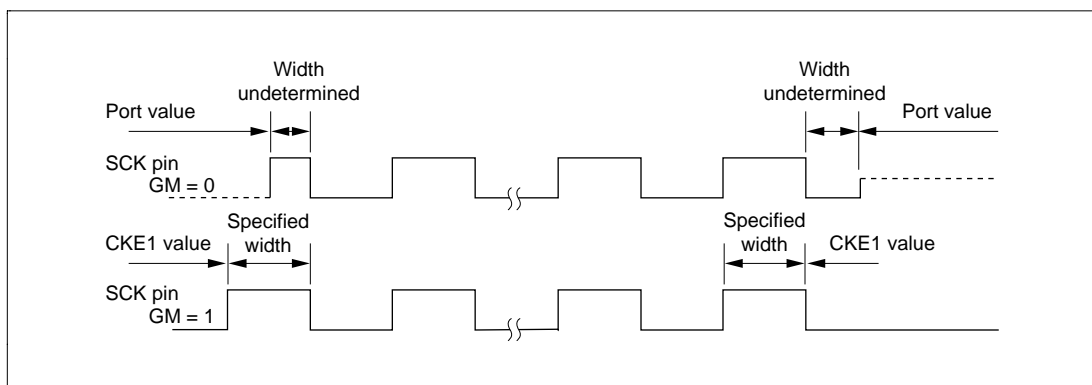 Width
undetermined
Width
undetermined
Port value
Port value
SCK pin
GM = 0
Specified
width
Specified
width
CKE1 value
CKE1 value
SCK pin
GM = 1